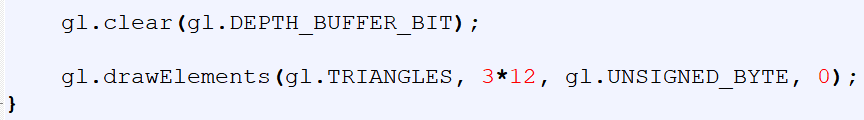 gl.clear(gl.DEPTH_BUFFER_BIT);
gl.drawElements(gl.TRIANGLES, 3*12, gl.UNSIGNED_BYTE, 0);
}